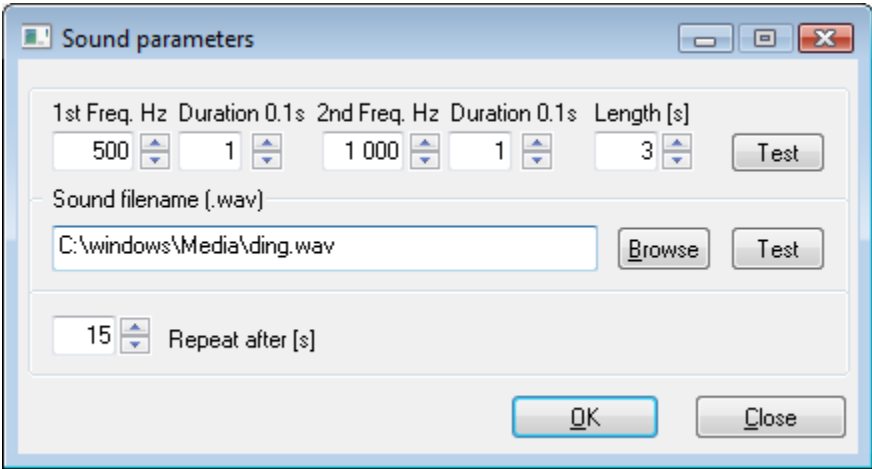 Sound parameters
1st Freq. Hz Duration 0.1s 2nd Freq. Hz Duration 0.1s Length [s]
500 1 1 000 1 3 Test
Sound filename (.wav)
C:\windows\Media\ding.wav Browse Test
15 Repeat after [s]
OK Close